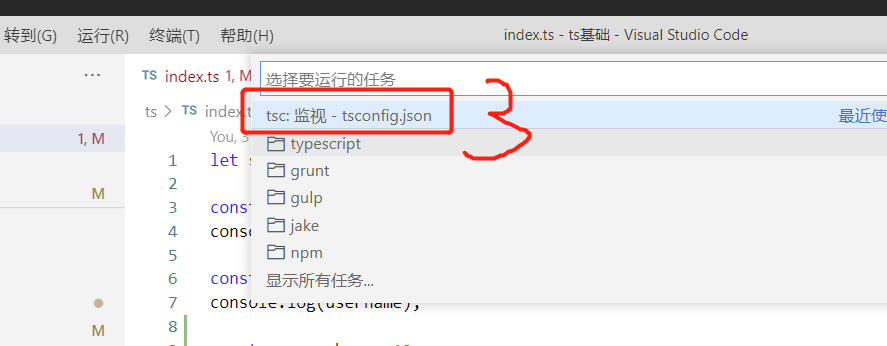 转到(G) 运行(R) 终端(T) 帮助(H) index.ts - ts基础 - Visual Studio Code
··· TS index.ts 1, M
选择要运行的任务
ts > TS index.t
tsc: 监视 - tsconfig.json 最近使
3
1, M
You, 3
typescript
1 let s
grunt
2
M
gulp
3 const
jake
4 conso
npm
5
显示所有任务...
6 const
7 console.log(username);
8
M